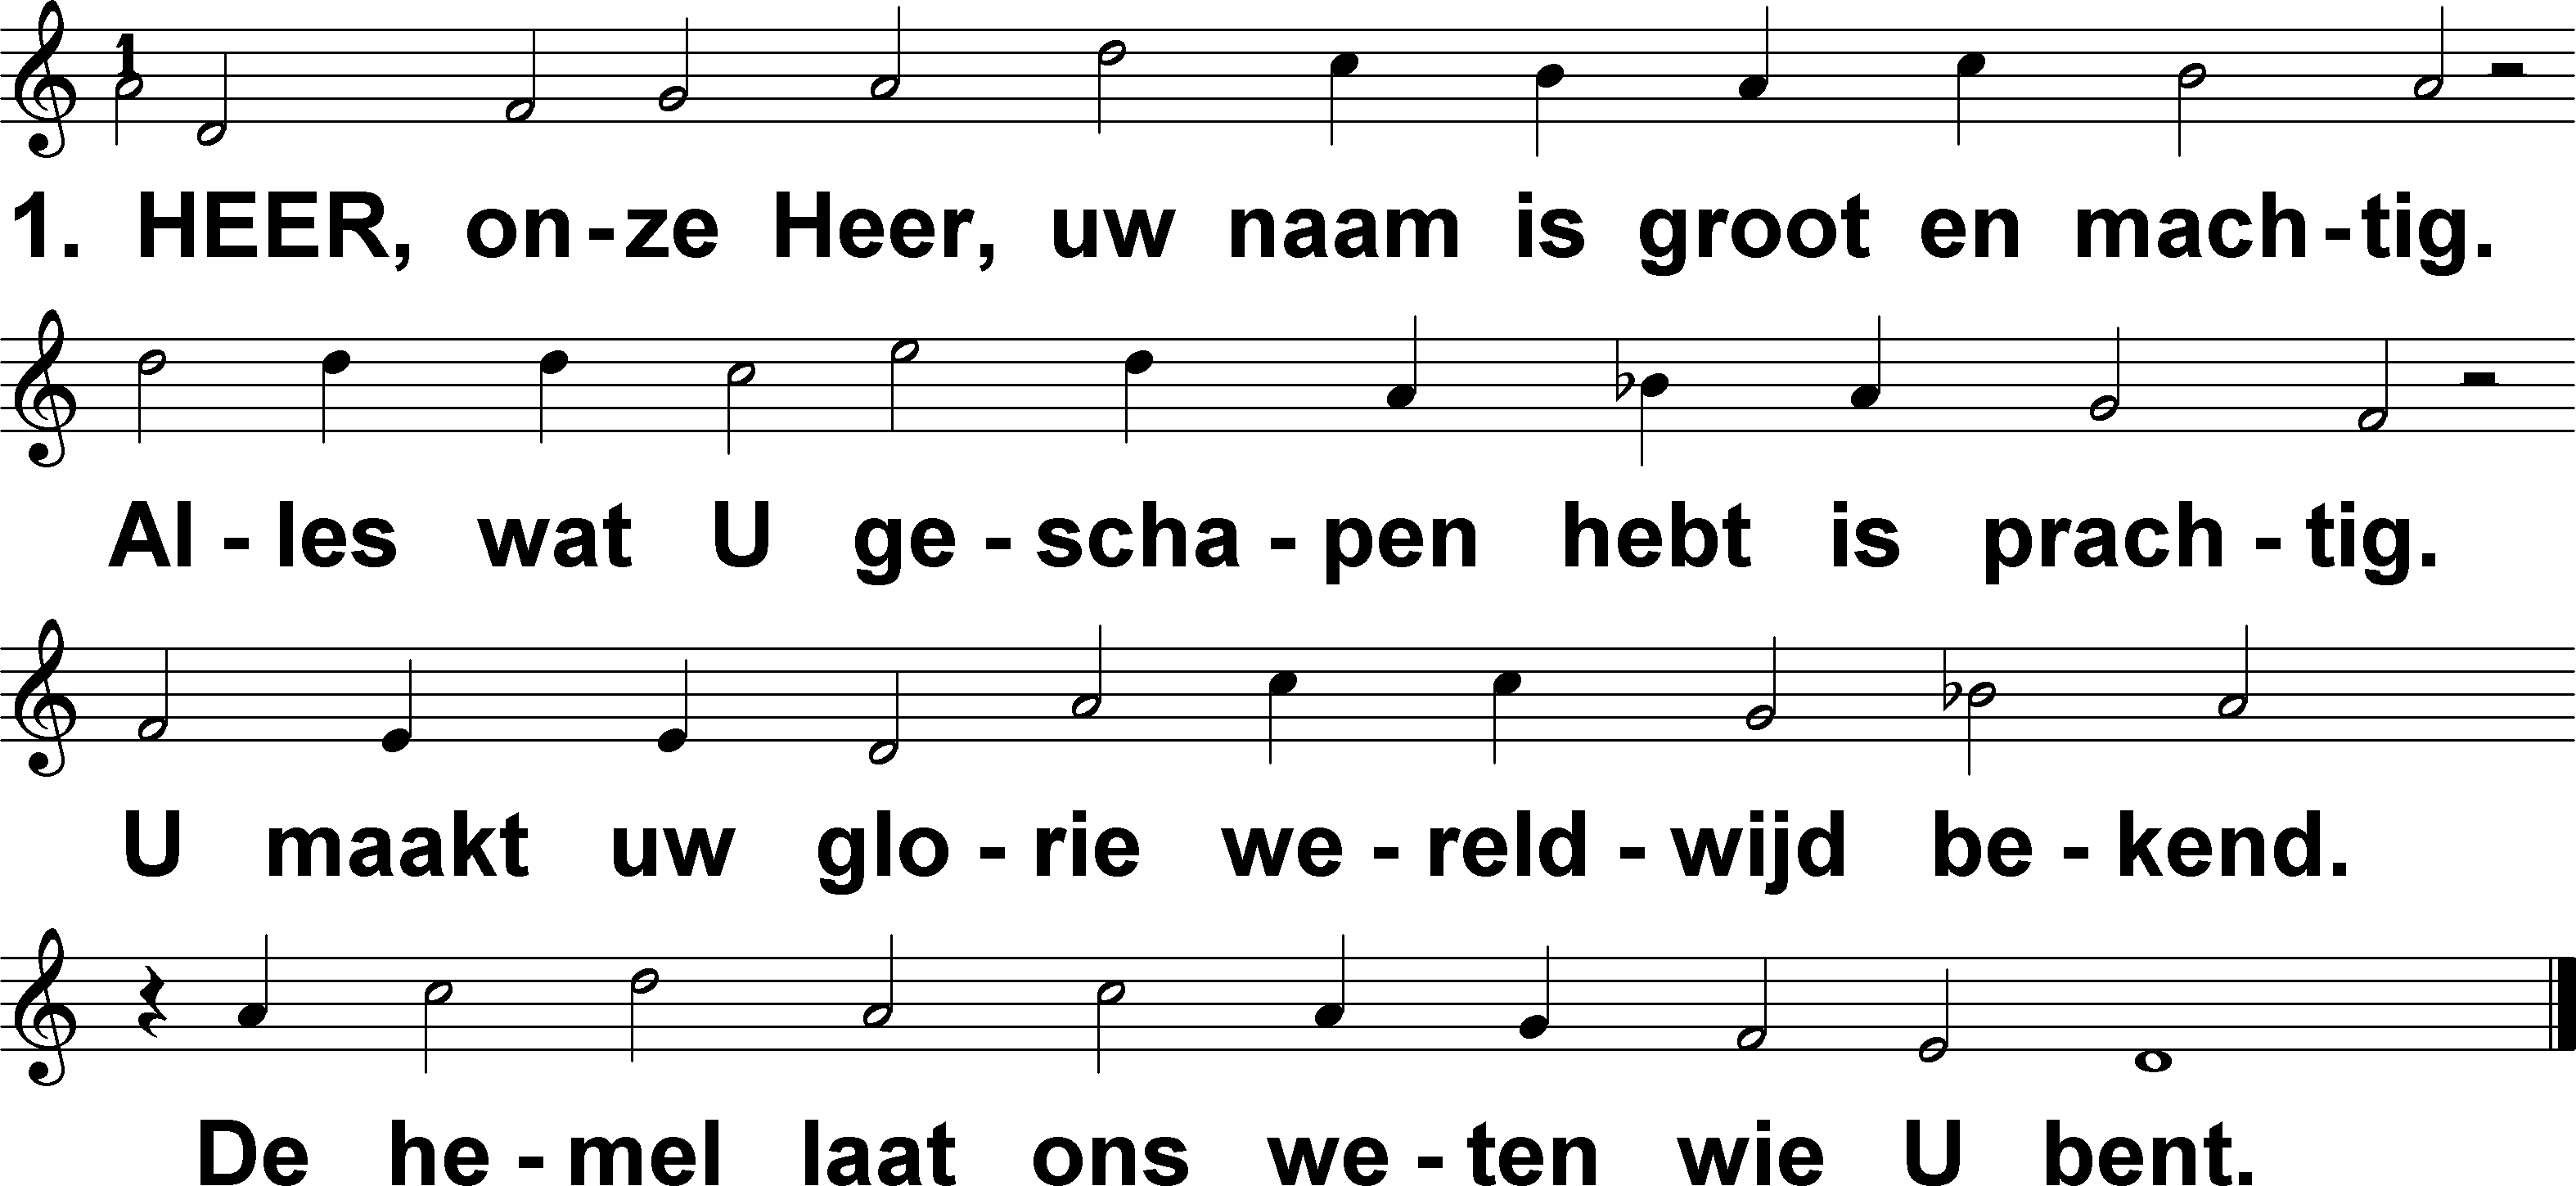 1
1. HEER, on-ze Heer, uw naam is groot en mach-tig.
Al - les wat U ge - scha - pen hebt is prach - tig.
U maakt uw glo - rie we - reld - wijd be - kend.
De he - mel laat ons we - ten wie U bent.